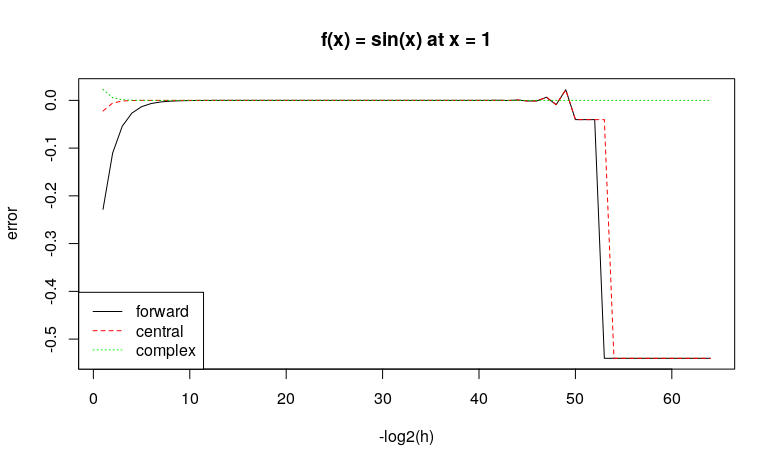 f(x) = sin(x) at x = 1
error
0.0
-0.1
-0.2
-0.3
-0.4
-0.5
forward
central
complex
0 10 20 30 40 50 60
-log2(h)